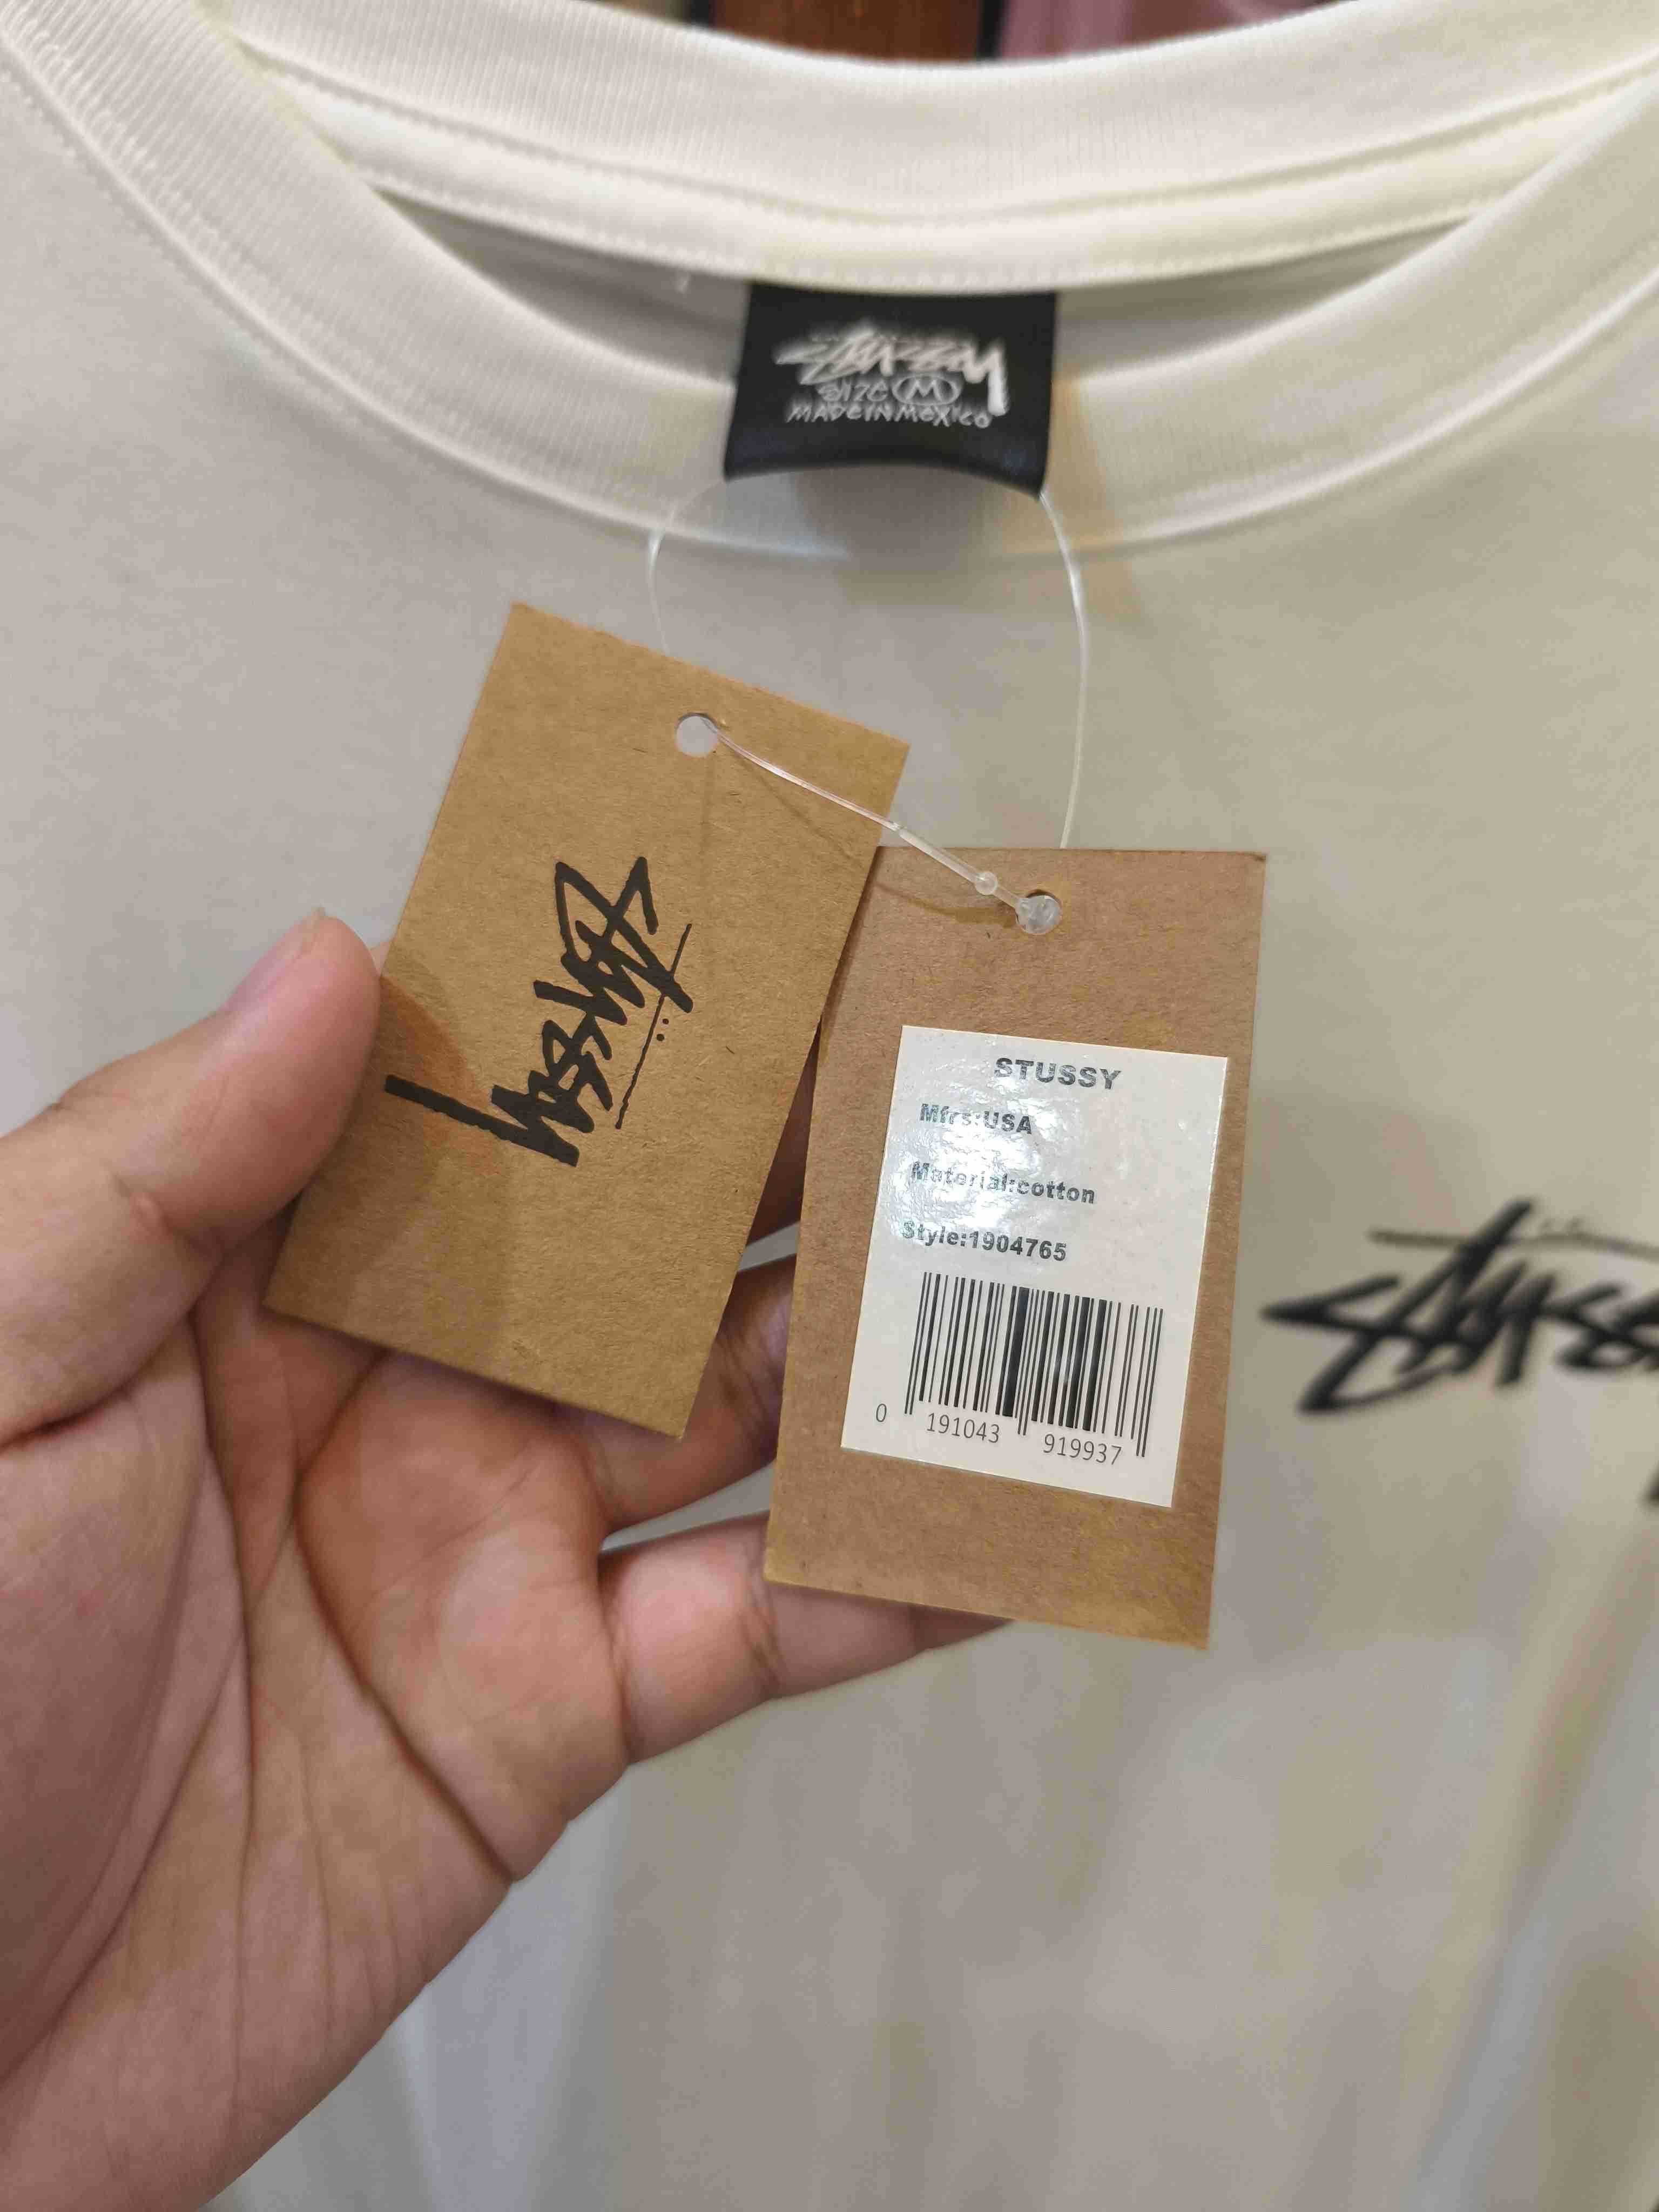 STUSSY
SIZE M
MADE IN MEXICO
STUSSY
STUSSY
Mfrs:USA
Material:cotton
Style:1904765
0 191043 919937
Stussy